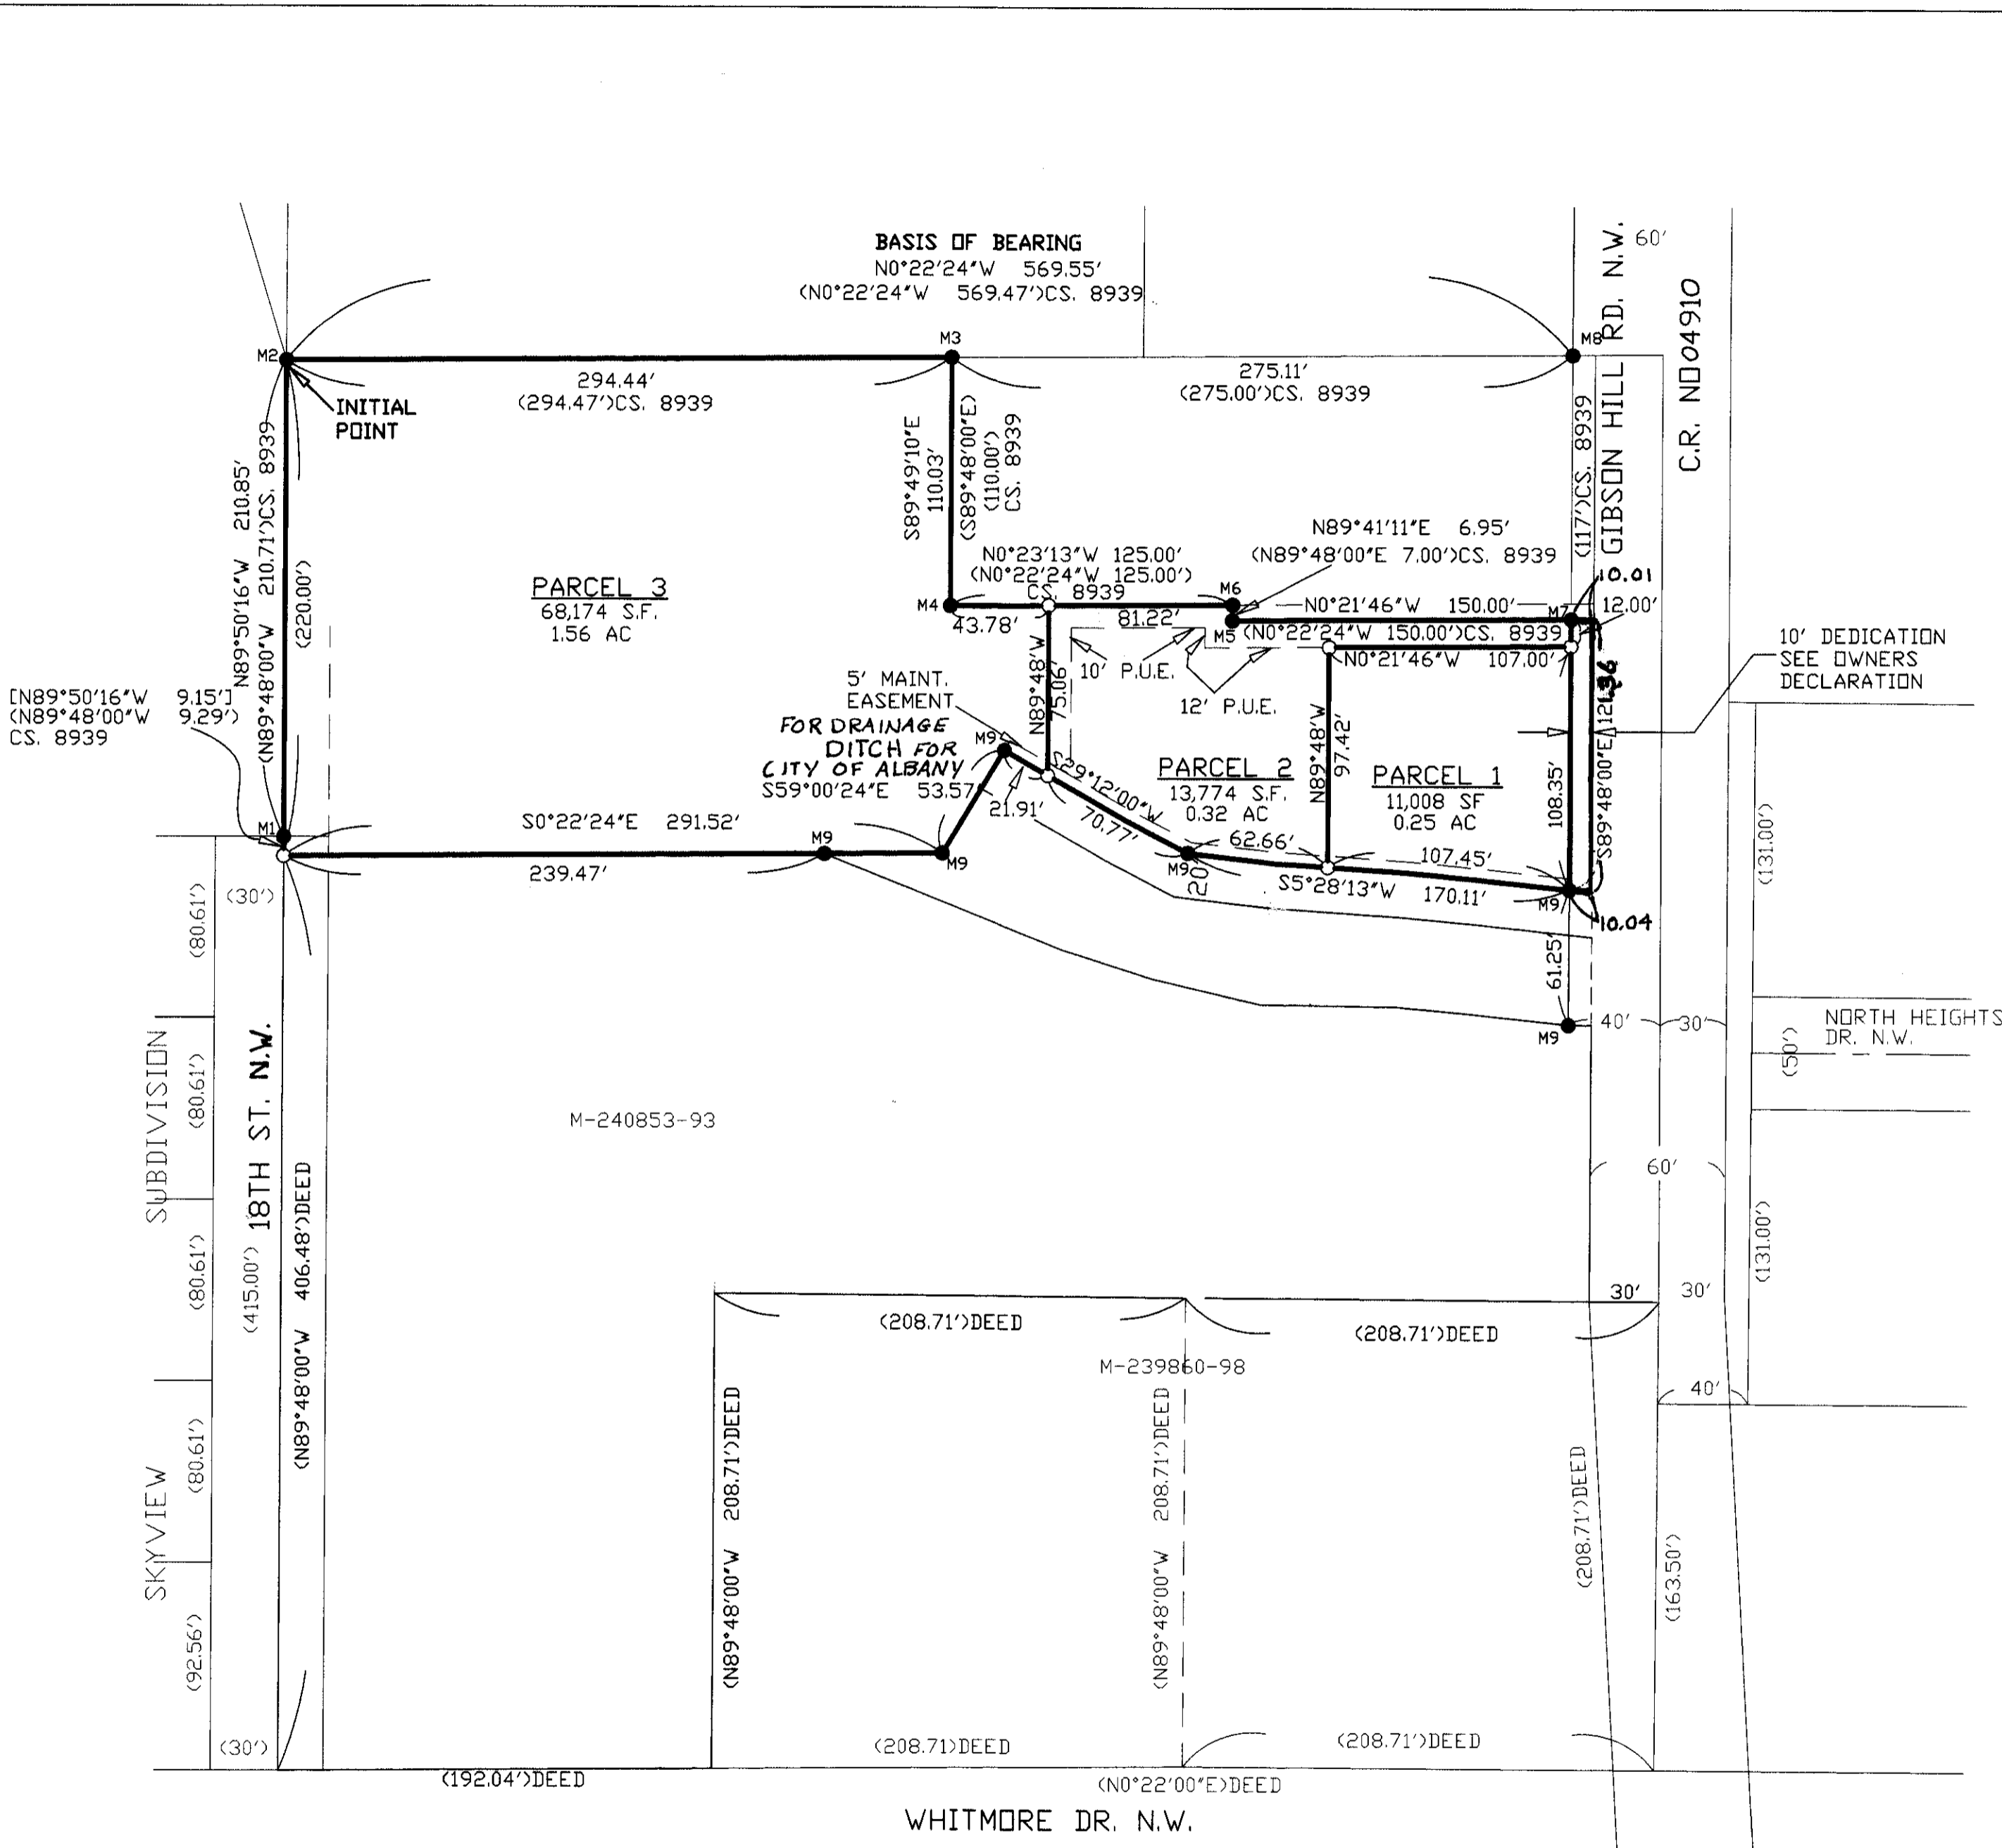 BASIS OF BEARING
N0°22'24"W 569.55'
(N0°22'24"W 569.47')CS. 8939
GIBSON HILL RD. N.W.
60'
C.R. NO04910
M2
M3
M8
INITIAL
POINT
294.44'
(294.47')CS. 8939
275.11'
(275.00')CS. 8939
N89°50'16"W 210.85'
(N89°48'00"W 210.71')CS. 8939
(220.00')
S89°49'10"E
110.03'
(S89°48'00"E)
(110.00')
CS. 8939
(117')CS. 8939
N89°41'11"E 6.95'
(N89°48'00"E 7.00')CS. 8939
N0°23'13"W 125.00'
(N0°22'24"W 125.00')
CS. 8939
PARCEL 3
68,174 S.F.
1.56 AC
M4
43.78'
81.22'
M6
M5
N0°21'46"W 150.00'
(N0°22'24"W 150.00')CS. 8939
M7
12.00'
10.01
N0°21'46"W 107.00'
10' P.U.E.
12' P.U.E.
10' DEDICATION
SEE OWNERS
DECLARATION
5' MAINT.
EASEMENT
FOR DRAINAGE
DITCH FOR
CITY OF ALBANY
S59°00'24"E 53.57'
M9
21.91'
N89°48'W
75.06'
S29°12'00"W
70.77'
PARCEL 2
13,774 S.F.
0.32 AC
N89°48'W
97.42'
PARCEL 1
11,008 SF
0.25 AC
108.35'
S89°48'00"E
[N89°50'16"W 9.15']
(N89°48'00"W 9.29')
CS. 8939
M1
S0°22'24"E 291.52'
239.47'
M9
M9
M9
20'
62.66'
107.45'
S5°28'13"W 170.11'
M9
10.04
61.25'
M9
40'
30'
NORTH HEIGHTS
DR. N.W.
(50')
(131.00')
(30')
(80.61')
(80.61')
(80.61')
(80.61')
(92.56')
SUBDIVISION
SKYVIEW
18TH ST. N.W.
(415.00')
(N89°48'00"W 406.48')DEED
M-240853-93
60'
(131.00')
30'
30'
(208.71')DEED
(208.71')DEED
M-239860-98
40'
(N89°48'00"W 208.71')DEED
(N89°48'00"W 208.71')DEED
(208.71')DEED
(163.50')
(30')
(208.71)DEED
(208.71')DEED
(192.04')DEED
(N0°22'00"E)DEED
WHITMORE DR. N.W.